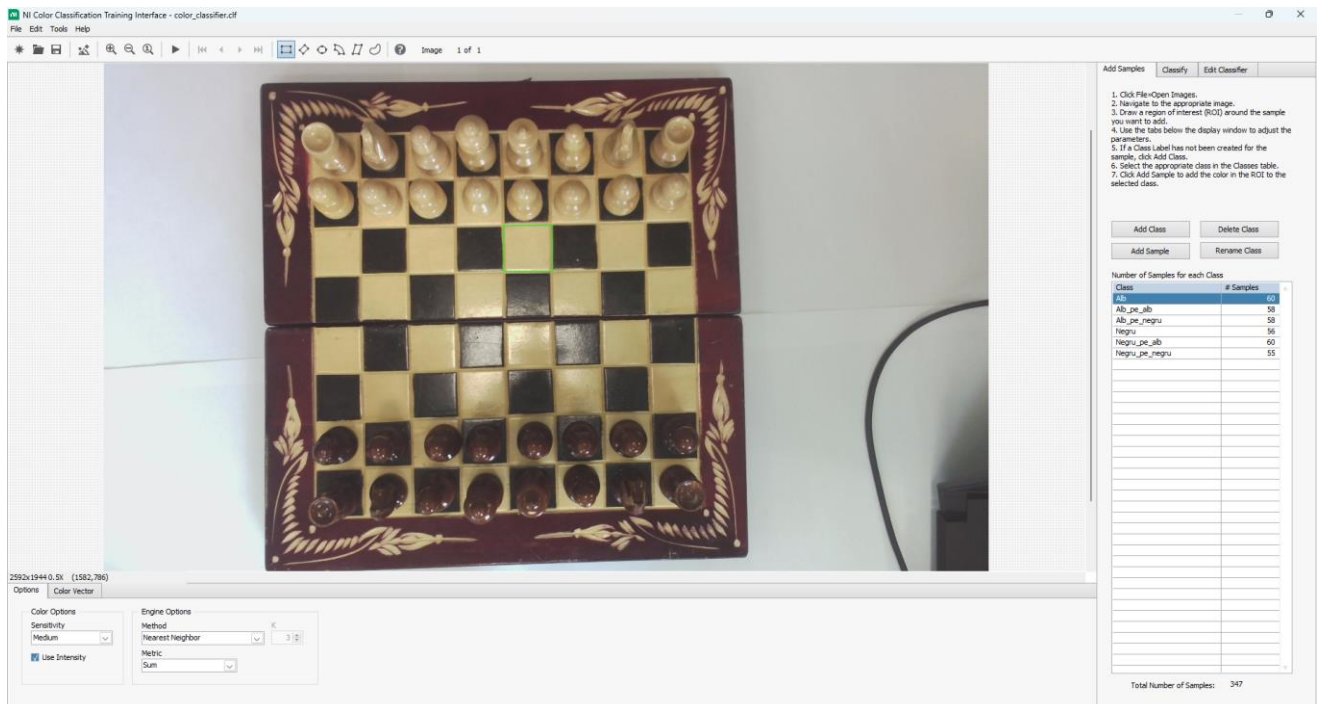 NI Color Classification Training Interface - color_classifier.clf
File Edit Tools Help
Image 1 of 1
Add Samples Classify Edit Classifier
1. Click File»Open Images.
2. Navigate to the appropriate image.
3. Draw a region of interest (ROI) around the sample
you want to add.
4. Use the tabs below the display window to adjust the
parameters.
5. If a Class Label has not been created for the
sample, click Add Class.
6. Select the appropriate class in the Classes table.
7. Click Add Sample to add the color in the ROI to the
selected class.
Add Class Delete Class
Add Sample Rename Class
Number of Samples for each Class
Class # Samples
Alb 60
Alb_pe_alb 58
Alb_pe_negru 58
Negru 56
Negru_pe_alb 60
Negru_pe_negru 55
Total Number of Samples: 347
2592x1944 0.5X (1582,786)
Options Color Vector
Color Options
Sensitivity
Medium
Use Intensity
Engine Options
Method K
Nearest Neighbor 3
Metric
Sum